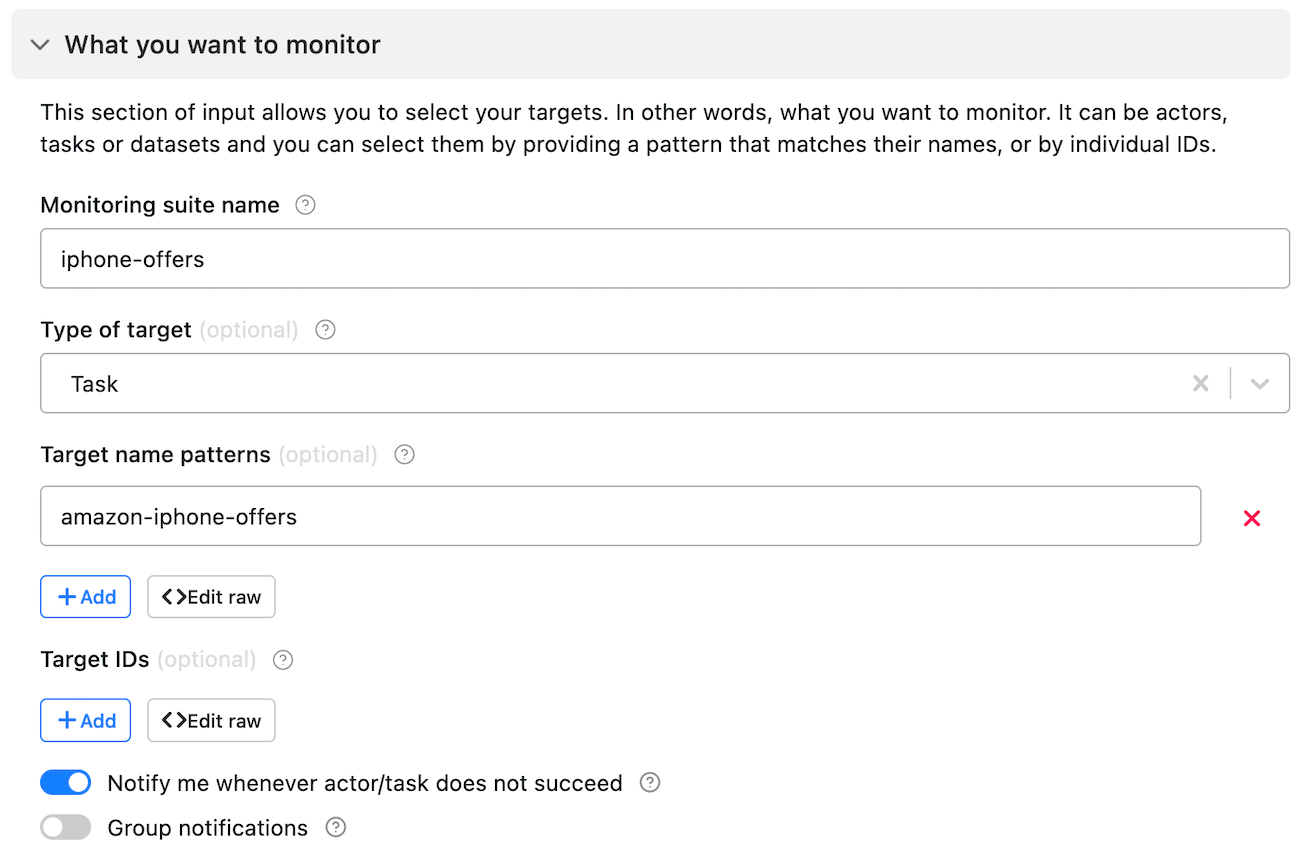 What you want to monitor
This section of input allows you to select your targets. In other words, what you want to monitor. It can be actors,
tasks or datasets and you can select them by providing a pattern that matches their names, or by individual IDs.
Monitoring suite name ?
iphone-offers
Type of target (optional) ?
Task
Target name patterns (optional) ?
amazon-iphone-offers
+ Add <>Edit raw
Target IDs (optional) ?
+ Add <>Edit raw
Notify me whenever actor/task does not succeed ?
Group notifications ?